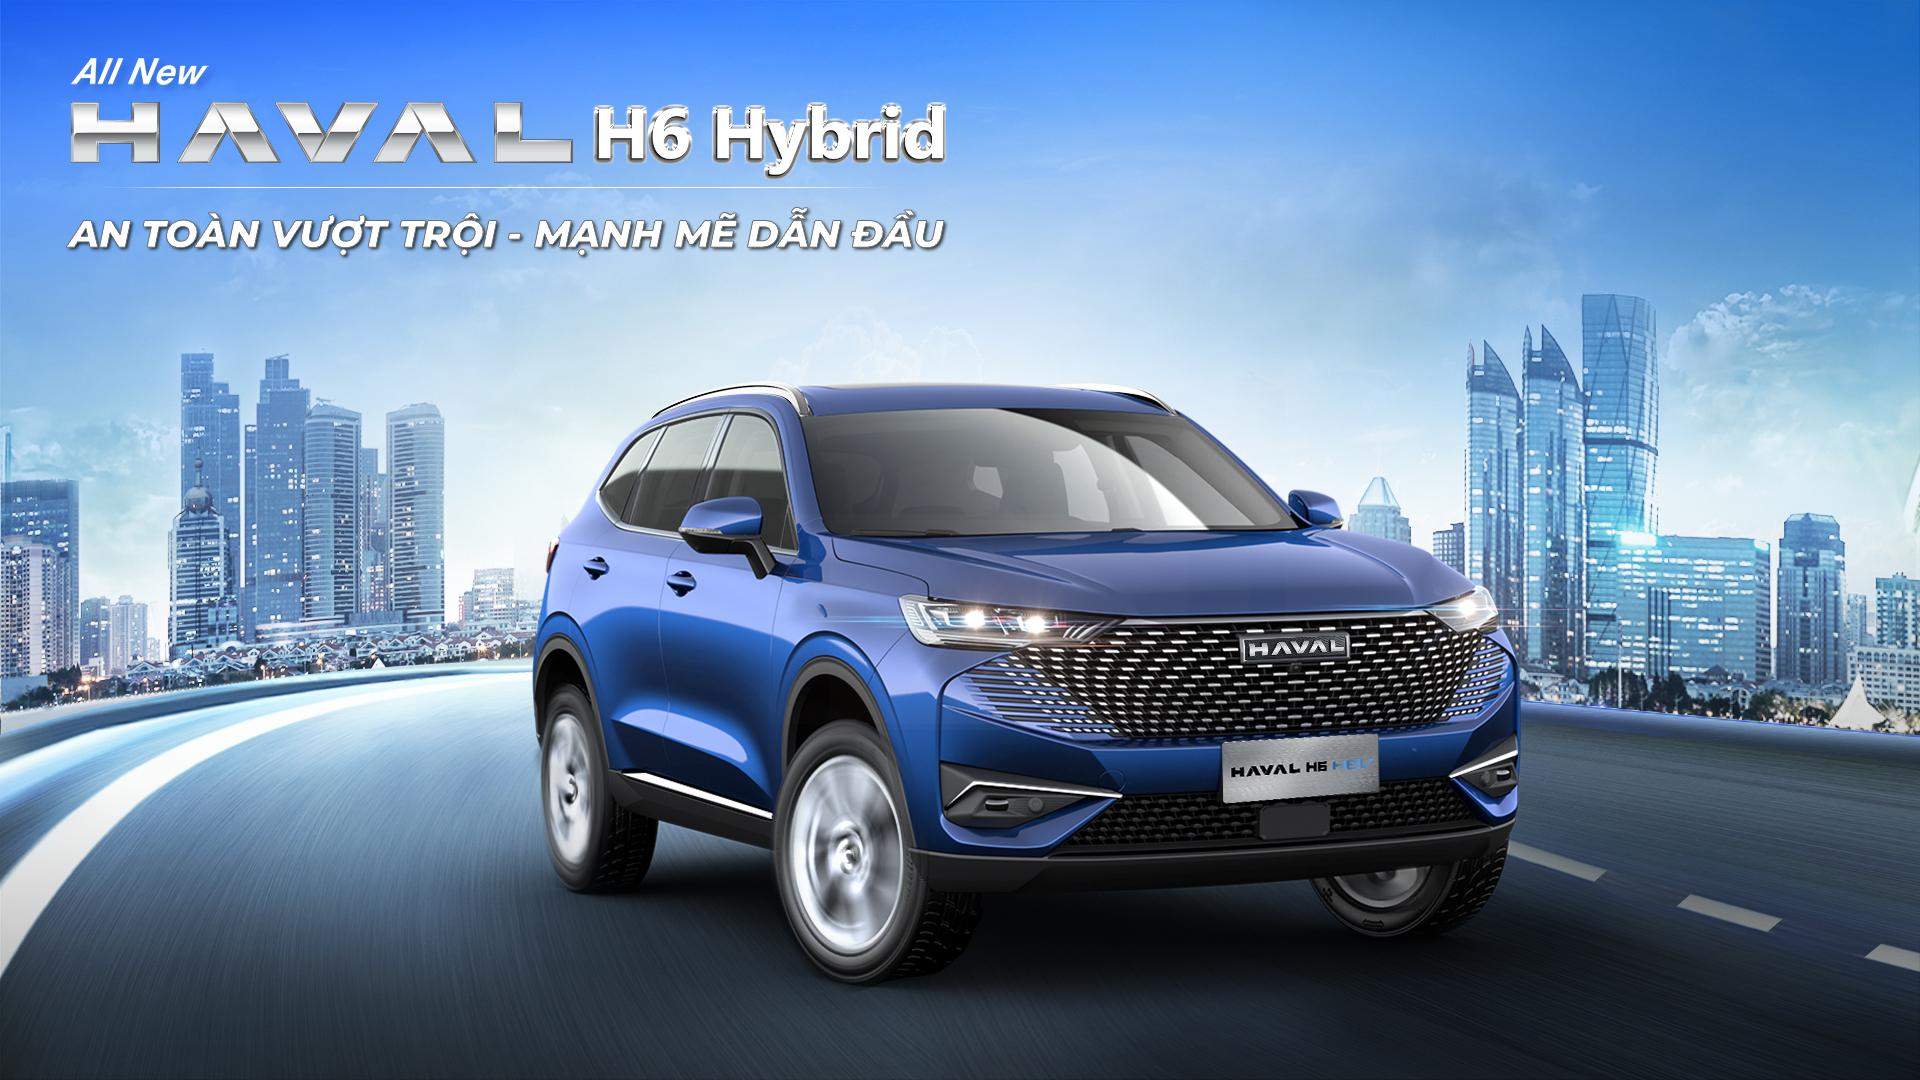 All New
HAVAL H6 Hybrid
AN TOÀN VƯỢT TRỘI - MẠNH MẼ DẪN ĐẦU
HAVAL
HAVAL H6 HEV